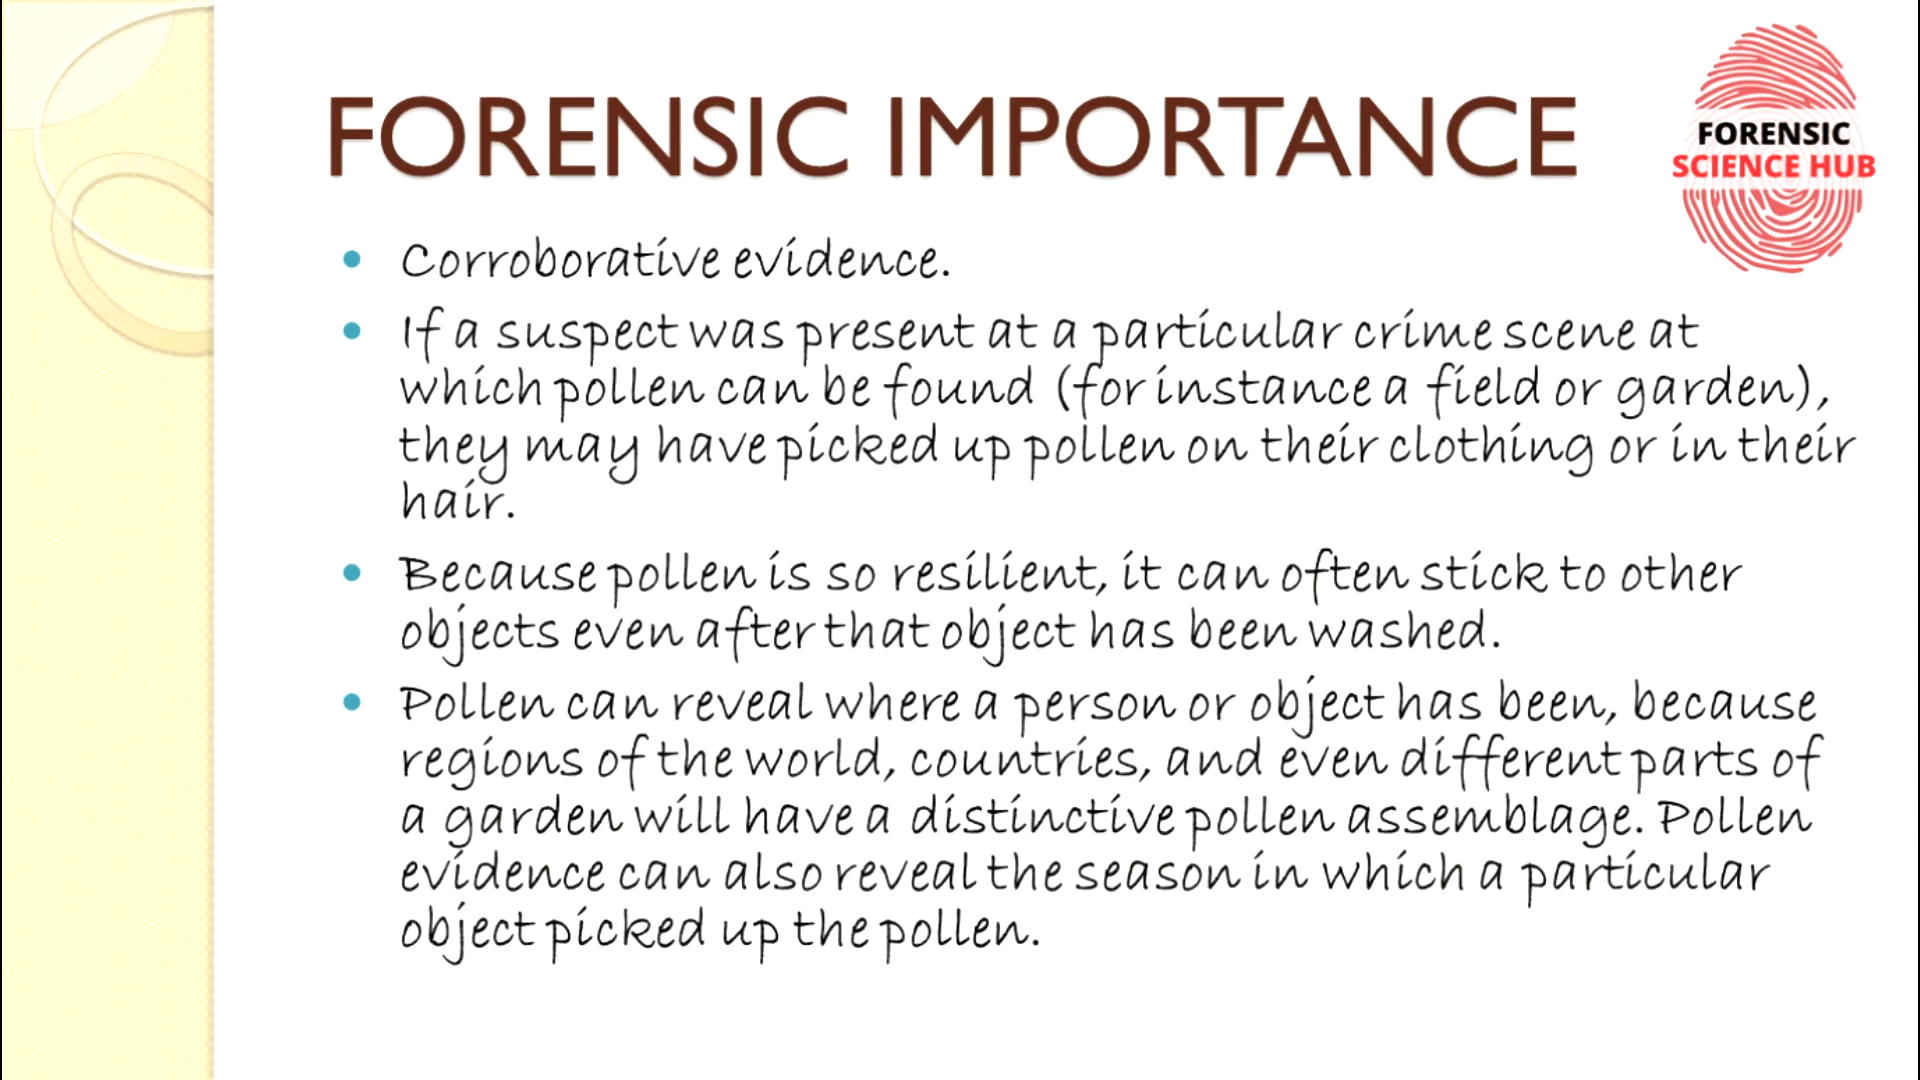 FORENSIC IMPORTANCE
FORENSIC
SCIENCE HUB
• Corroborative evidence.
• If a suspect was present at a particular crime scene at
which pollen can be found (for instance a field or garden),
they may have picked up pollen on their clothing or in their
hair.
• Because pollen is so resilient, it can often stick to other
objects even after that object has been washed.
• Pollen can reveal where a person or object has been, because
regions of the world, countries, and even different parts of
a garden will have a distinctive pollen assemblage. Pollen
evidence can also reveal the season in which a particular
object picked up the pollen.